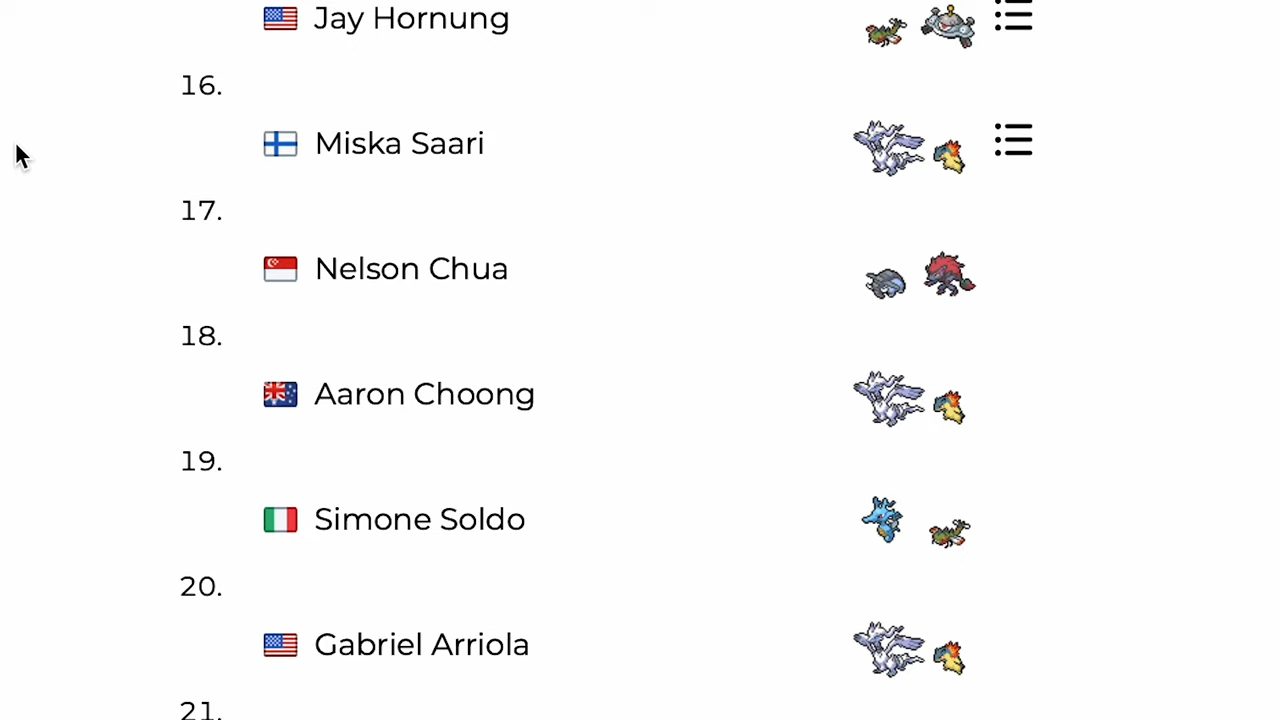 Jay Hornung
16.
Miska Saari
17.
Nelson Chua
18.
Aaron Choong
19.
Simone Soldo
20.
Gabriel Arriola
21.